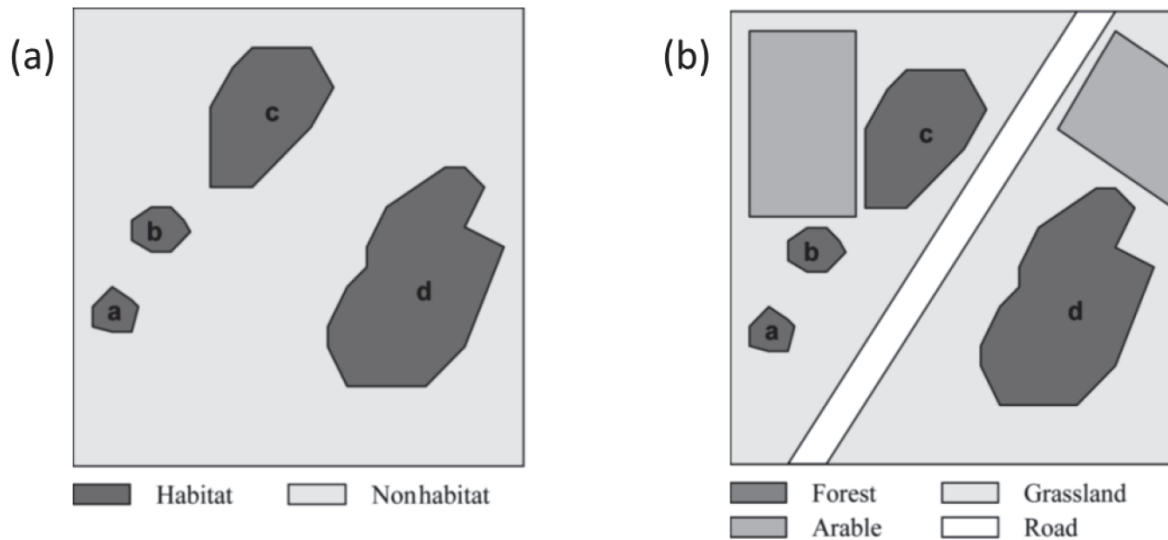 (a)
c
b
a
d
Habitat
Nonhabitat
(b)
c
b
a
d
Forest
Grassland
Arable
Road